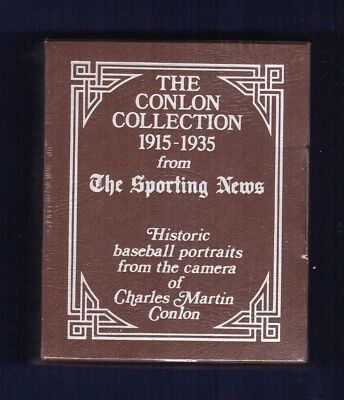 THE
CONLON
COLLECTION
1915-1935
from
The Sporting News
Historic
baseball portraits
from the camera
of
Charles Martin
Conlon